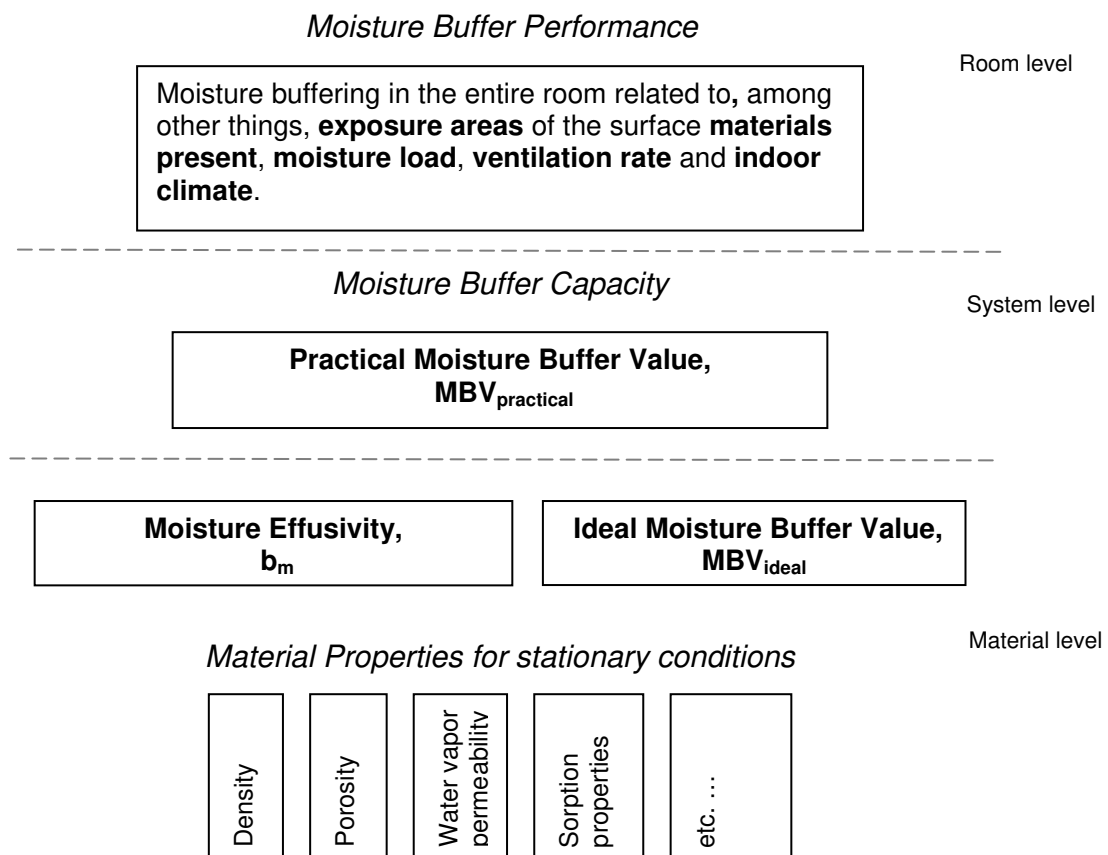 Moisture Buffer Performance
Room level
Moisture buffering in the entire room related to, among
other things, exposure areas of the surface materials
present, moisture load, ventilation rate and indoor
climate.
Moisture Buffer Capacity
System level
Practical Moisture Buffer Value,
MBVpractical
Moisture Effusivity,
bm
Ideal Moisture Buffer Value,
MBVideal
Material level
Material Properties for stationary conditions
Density
Porosity
Water vapor
permeability
Sorption
properties
etc. …